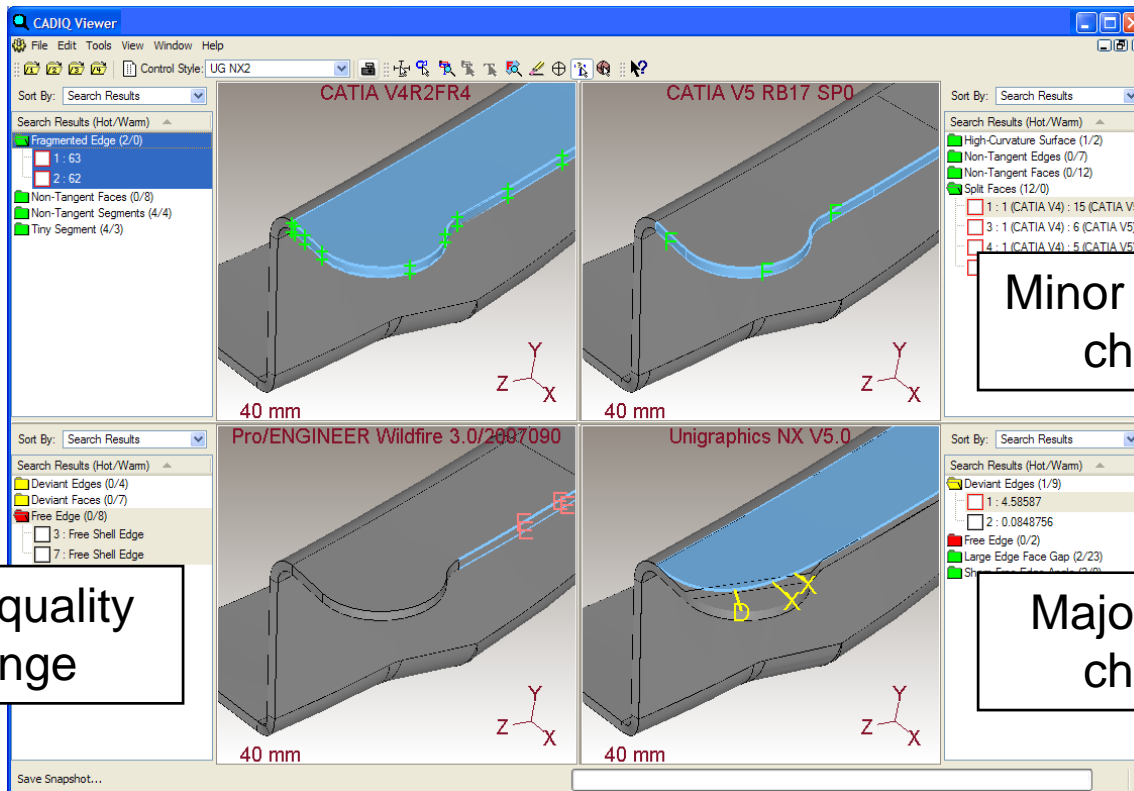 CADIQ Viewer
File Edit Tools View Window Help
Control Style: UG NX2
Sort By: Search Results
Search Results (Hot/Warm)
Fragmented Edge (2/0)
1 : 63
2 : 62
Non-Tangent Faces (0/8)
Non-Tangent Segments (4/4)
Tiny Segment (4/3)
CATIA V4R2FR4
Y
Z
X
40 mm
CATIA V5 RB17 SP0
F
F
F
Y
Z
X
40 mm
Sort By: Search Results
Search Results (Hot/Warm)
High-Curvature Surface (1/2)
Non-Tangent Edges (0/7)
Non-Tangent Faces (0/12)
Split Faces (12/0)
1 : 1 (CATIA V4) : 15 (CATIA V5
3 : 1 (CATIA V4) : 6 (CATIA V5)
4 : 1 (CATIA V4) : 5 (CATIA V5)
Minor
ch
Sort By: Search Results
Search Results (Hot/Warm)
Deviant Edges (0/4)
Deviant Faces (0/7)
Free Edge (0/8)
3 : Free Shell Edge
7 : Free Shell Edge
quality
nge
Pro/ENGINEER Wildfire 3.0/2007090
E
E
E
E
Y
Z
X
40 mm
Unigraphics NX V5.0
D
X
X
Y
Z
X
40 mm
Sort By: Search Results
Search Results (Hot/Warm)
Deviant Edges (1/9)
1 : 4.58587
2 : 0.0848756
Free Edge (0/2)
Large Edge Face Gap (2/23)
Majo
ch
Save Snapshot...